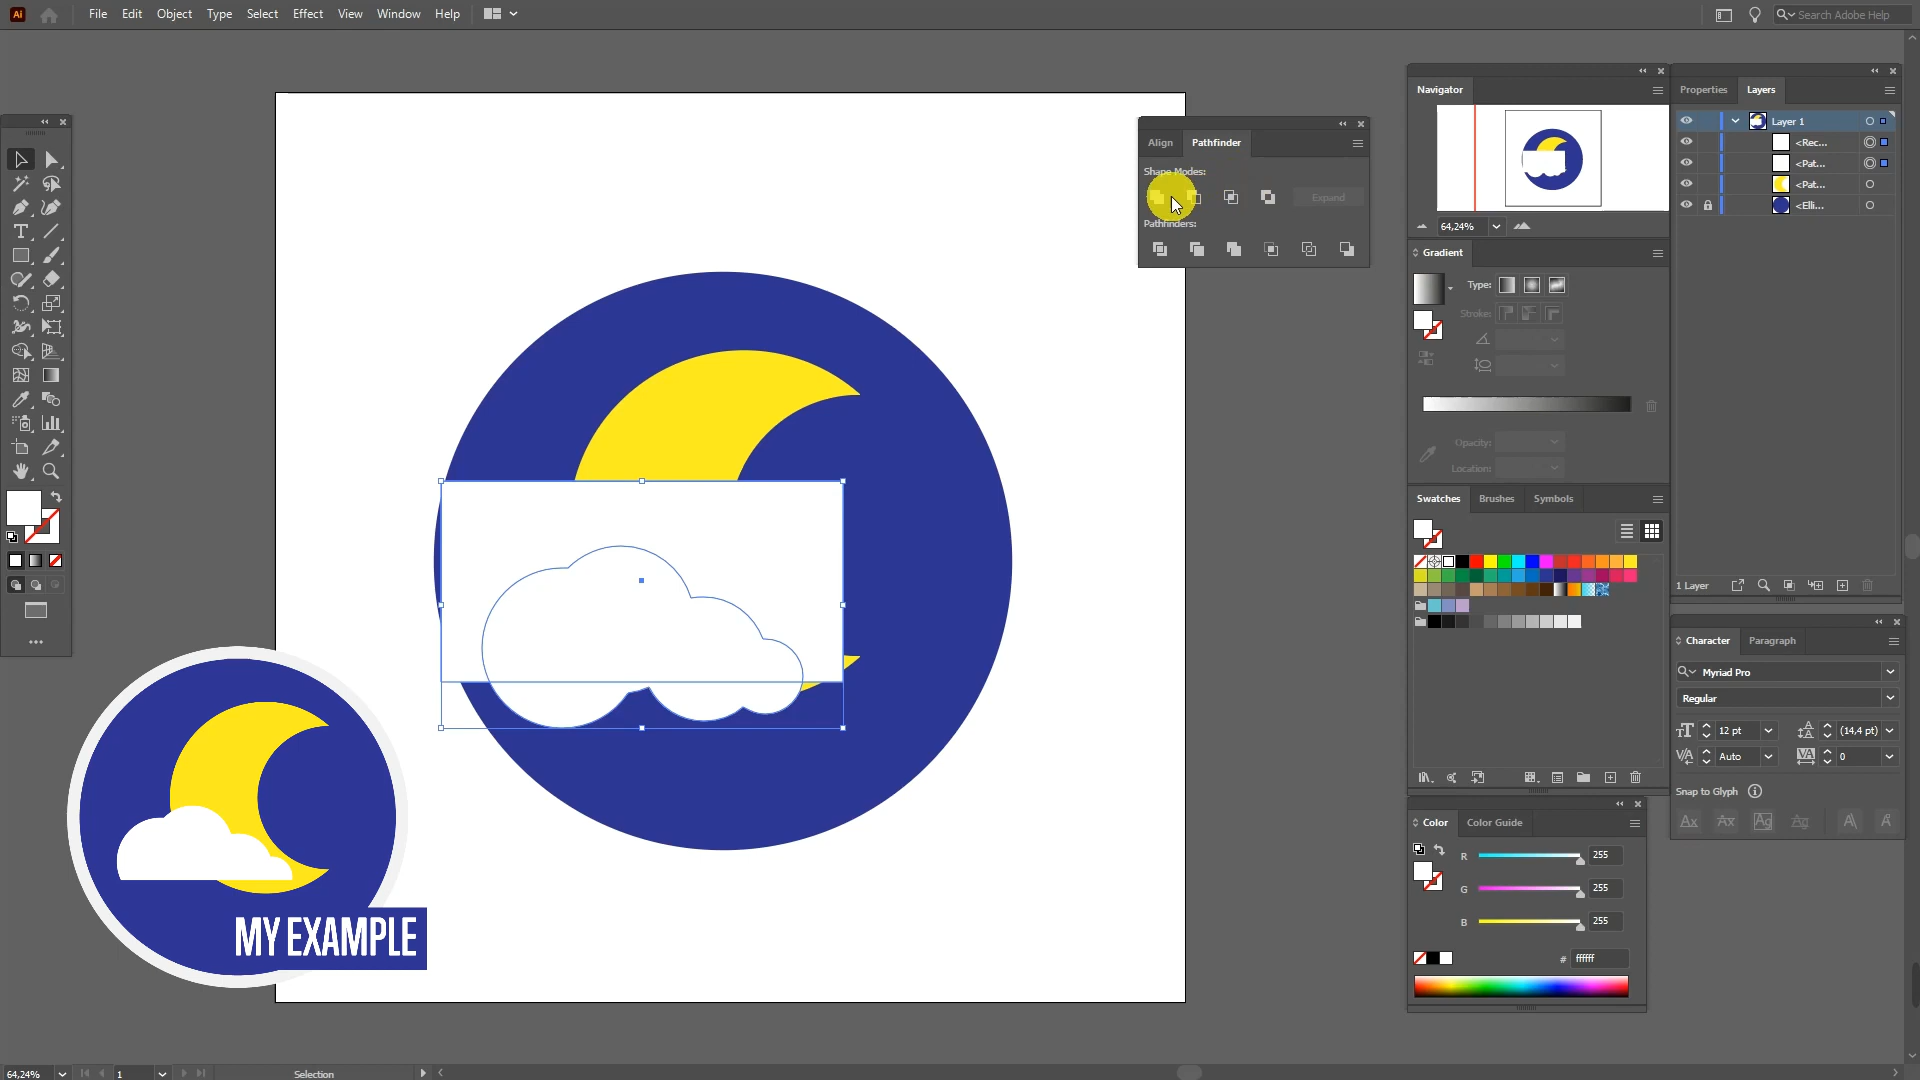 Ai File Edit Object Type Select Effect View Window Help Search Adobe Help
Navigator
Properties Layers
Layer 1
<Rec...
<Pat...
<Pat...
<Elli...
Align Pathfinder
Shape Modes:
Expand
Pathfinders:
64,24%
Gradient
Type:
Stroke:
Opacity:
Location:
Swatches Brushes Symbols
1 Layer
Character Paragraph
Myriad Pro
Regular
12 pt (14,4 pt)
Auto 0
Snap to Glyph
Color Color Guide
R 255
G 255
B 255
# ffffff
MY EXAMPLE
64,24% 1 Selection